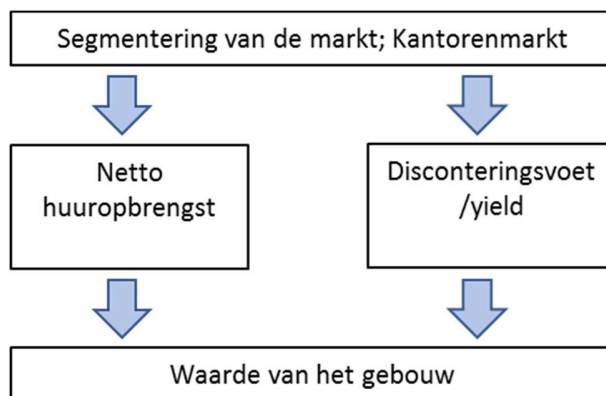 Segmentering van de markt; Kantorenmarkt
Netto
huuropbrengst
Disconteringsvoet
/yield
Waarde van het gebouw